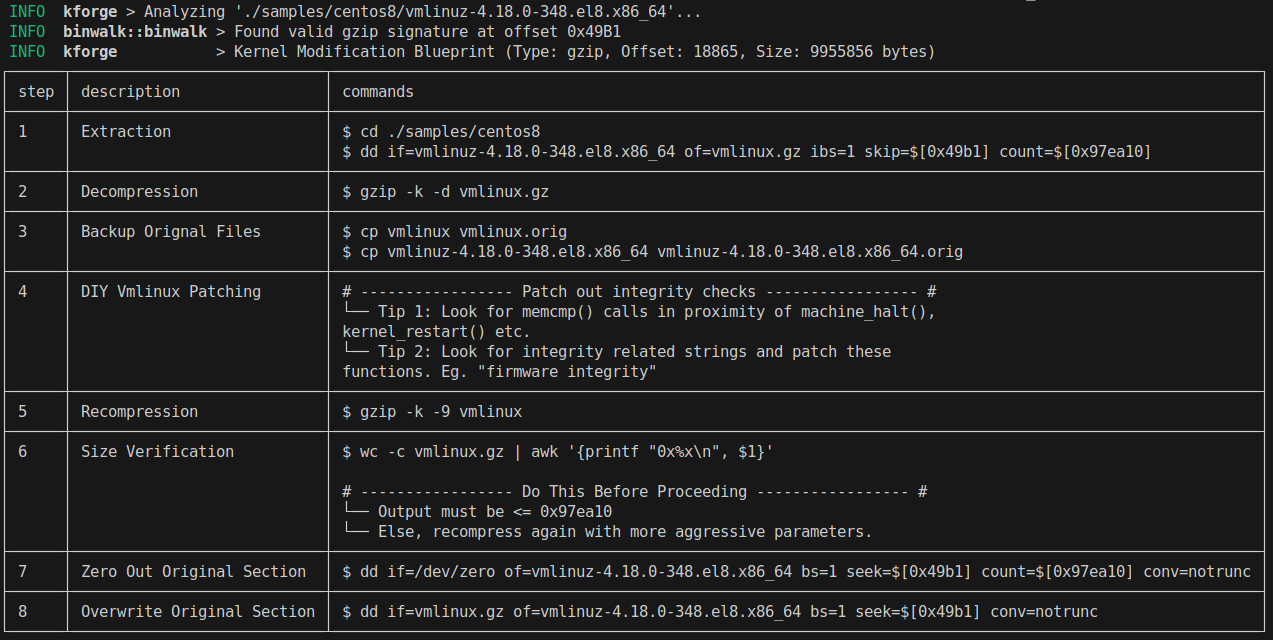 INFO kforge > Analyzing './samples/centos8/vmlinuz-4.18.0-348.el8.x86_64'...
INFO binwalk::binwalk > Found valid gzip signature at offset 0x49B1
INFO kforge > Kernel Modification Blueprint (Type: gzip, Offset: 18865, Size: 9955856 bytes)
step description commands
1 Extraction $ cd ./samples/centos8
$ dd if=vmlinuz-4.18.0-348.el8.x86_64 of=vmlinux.gz ibs=1 skip=$[0x49b1] count=$[0x97ea10]
2 Decompression $ gzip -k -d vmlinux.gz
3 Backup Orignal Files $ cp vmlinux vmlinux.orig
$ cp vmlinuz-4.18.0-348.el8.x86_64 vmlinuz-4.18.0-348.el8.x86_64.orig
4 DIY Vmlinux Patching # ----------------- Patch out integrity checks ----------------- #
└── Tip 1: Look for memcmp() calls in proximity of machine_halt(),
kernel_restart() etc.
└── Tip 2: Look for integrity related strings and patch these
functions. Eg. "firmware integrity"
5 Recompression $ gzip -k -9 vmlinux
6 Size Verification $ wc -c vmlinux.gz | awk '{printf "0x%x\n", $1}'
# ----------------- Do This Before Proceeding ----------------- #
└── Output must be <= 0x97ea10
└── Else, recompress again with more aggressive parameters.
7 Zero Out Original Section $ dd if=/dev/zero of=vmlinuz-4.18.0-348.el8.x86_64 bs=1 seek=$[0x49b1] count=$[0x97ea10] conv=notrunc
8 Overwrite Original Section $ dd if=vmlinux.gz of=vmlinuz-4.18.0-348.el8.x86_64 bs=1 seek=$[0x49b1] conv=notrunc